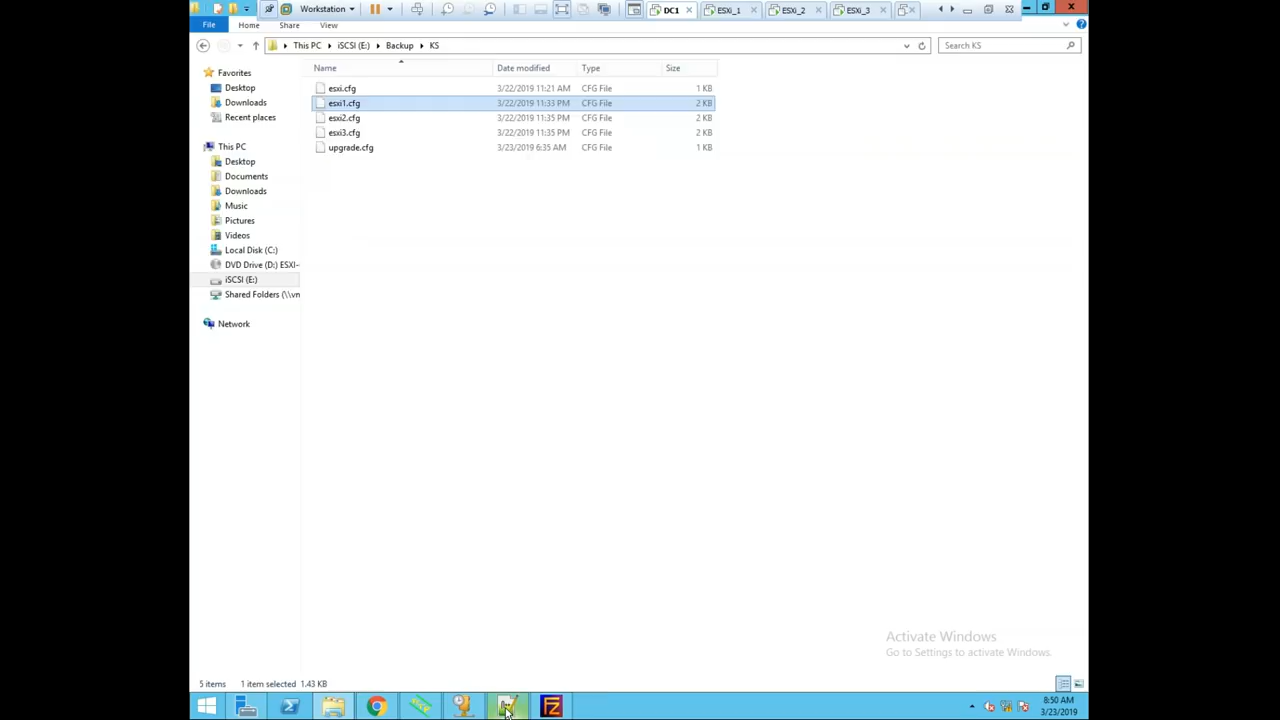 Workstation
DC1
ESXi_1
ESXi_2
ESXi_3
File
Home
Share
View
This PC
iSCSI (E:)
Backup
KS
Search KS
Name
Date modified
Type
Size
esxi.cfg
3/22/2019 11:21 AM
CFG File
1 KB
esxi1.cfg
3/22/2019 11:33 PM
CFG File
2 KB
esxi2.cfg
3/22/2019 11:35 PM
CFG File
2 KB
esxi3.cfg
3/22/2019 11:35 PM
CFG File
2 KB
upgrade.cfg
3/23/2019 6:35 AM
CFG File
1 KB
Favorites
Desktop
Downloads
Recent places
This PC
Desktop
Documents
Downloads
Music
Pictures
Videos
Local Disk (C:)
DVD Drive (D:) ESXI-
iSCSI (E:)
Shared Folders (\\vn
Network
Activate Windows
Go to Settings to activate Windows.
5 items
1 item selected 1.43 KB
8:50 AM
3/23/2019